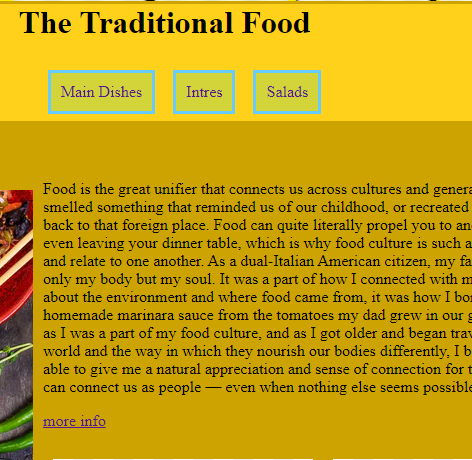 The Traditional Food
Main Dishes Intres Salads
Food is the great unifier that connects us across cultures and
smelled something that reminded us of our childhood, or recreated
back to that foreign place. Food can quite literally propel you to
even leaving your dinner table, which is why food culture is such a
and relate to one another. As a dual-Italian American citizen, my
only my body but my soul. It was a part of how I connected with
about the environment and where food came from, it was how I
homemade marinara sauce from the tomatoes my dad grew in our
as I was a part of my food culture, and as I got older and began
world and the way in which they nourish our bodies differently, I
able to give me a natural appreciation and sense of connection for
can connect us as people — even when nothing else seems possible
more info